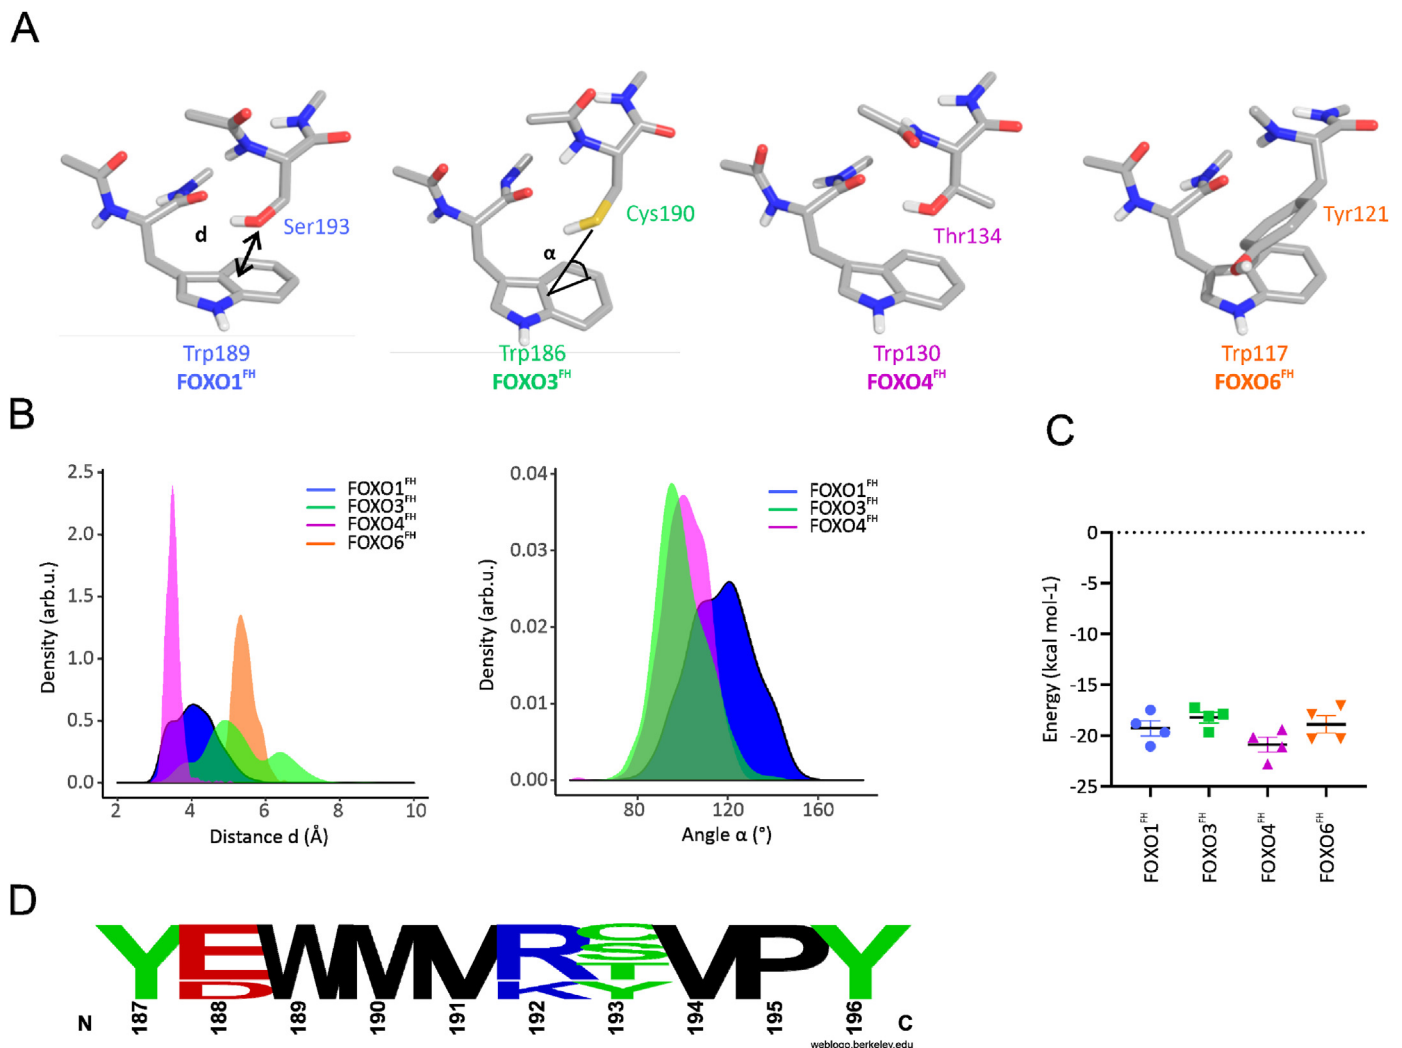 A
d
Ser193
α
Cys190
Thr134
Tyr121
Trp189
FOXO1FH
Trp186
FOXO3FH
Trp130
FOXO4FH
Trp117
FOXO6FH
B
Density (arb.u.)
2.5
2.0
1.5
1.0
0.5
0.0
2 4 6 8 10
Distance d (Å)
FOXO1FH
FOXO3FH
FOXO4FH
FOXO6FH
Density (arb.u.)
0.04
0.03
0.02
0.01
0.00
80 120 160
Angle α (°)
FOXO1FH
FOXO3FH
FOXO4FH
C
Energy (kcal mol-1)
0
-5
-10
-15
-20
-25
FOXO1FH
FOXO3FH
FOXO4FH
FOXO6FH
D
YEWMMRCVPY
S
T
DKY
N 187 188 189 190 191 192 193 194 195 196 C
weblogo.berkeley.edu